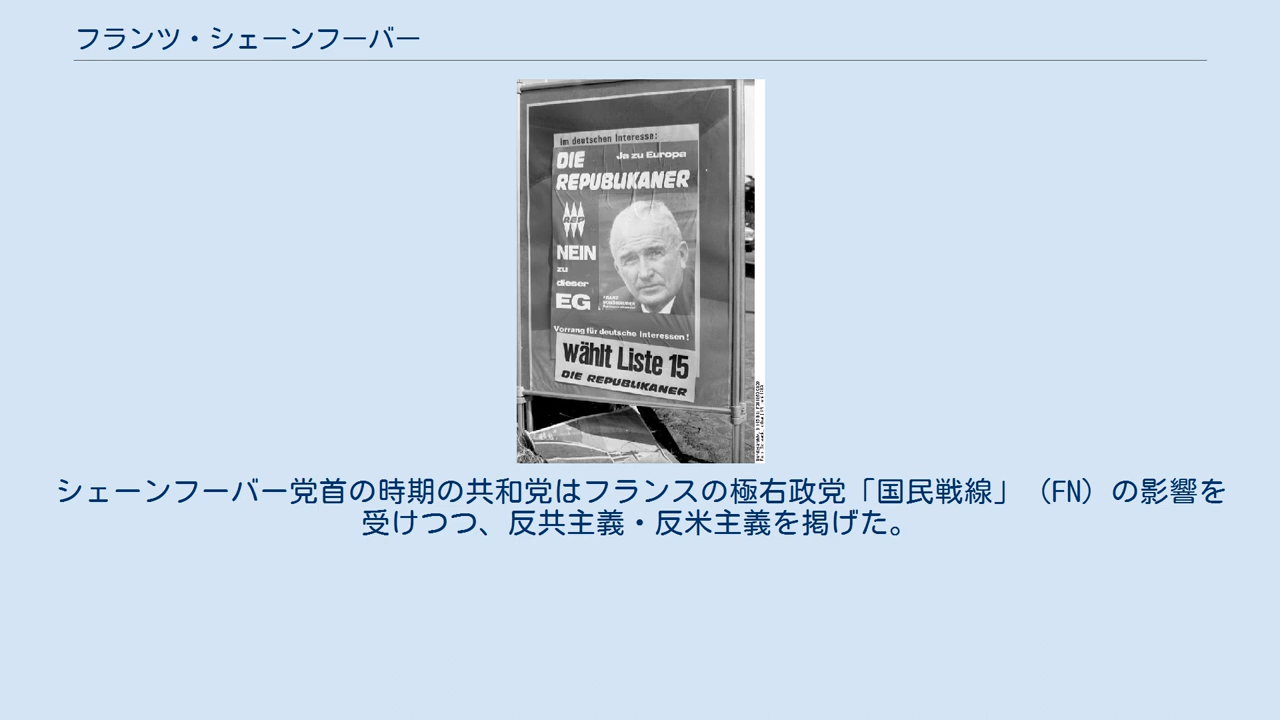 フランツ・シェーンフーバー
im deutschen Interesse:
DIE
Ja zu Europa
REPUBLIKANER
REP
NEIN
zu
dieser
EG
FRANZ
SCHÖNHUBER
Vorrang für deutsche Interessen!
wählt Liste 15
DIE REPUBLIKANER
シェーンフーバー党首の時期の共和党はフランスの極右政党「国民戦線」（FN）の影響を
受けつつ、反共主義・反米主義を掲げた。